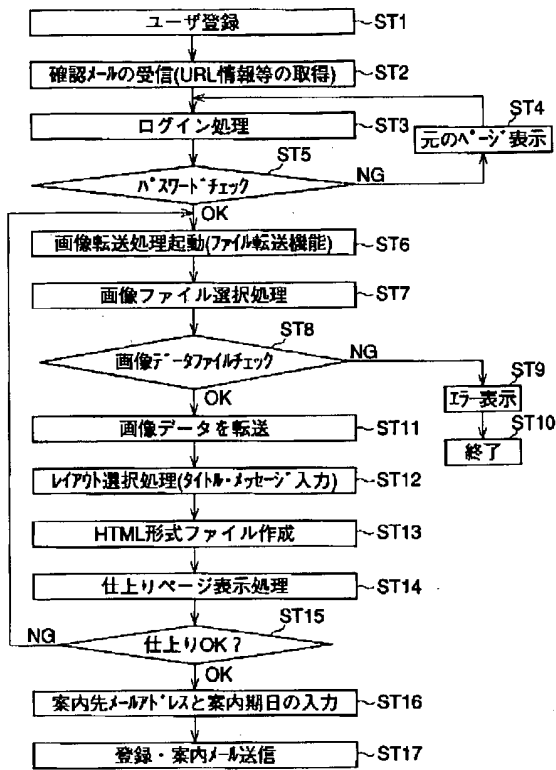 ユーザ登録 ST1
確認メールの受信(URL情報等の取得) ST2
ST4
ログイン処理 ST3
元のページ表示
ST5
パスワードチェック NG
OK
画像転送処理起動(ファイル転送機能) ST6
画像ファイル選択処理 ST7
ST8
画像データファイルチェック NG
ST9
OK
エラー表示
ST10
画像データを転送 ST11
終了
レイアウト選択処理(タイトル・メッセージ入力) ST12
HTML形式ファイル作成 ST13
仕上りページ表示処理 ST14
ST15
NG 仕上りOK?
OK
案内先メールアドレスと案内期日の入力 ST16
登録・案内メール送信 ST17